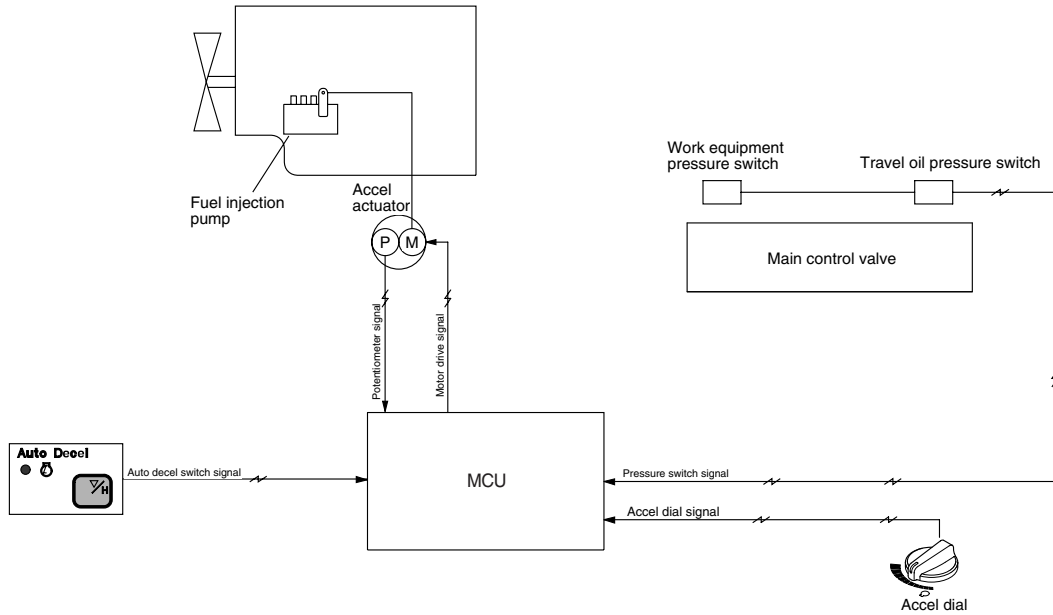 Work equipment
pressure switch
Travel oil pressure switch
Accel
actuator
Fuel injection
pump
P
M
Main control valve
Potentiometer signal
Motor drive signal
Auto Decel
H
Auto decel switch signal
MCU
Pressure switch signal
Accel dial signal
Accel dial